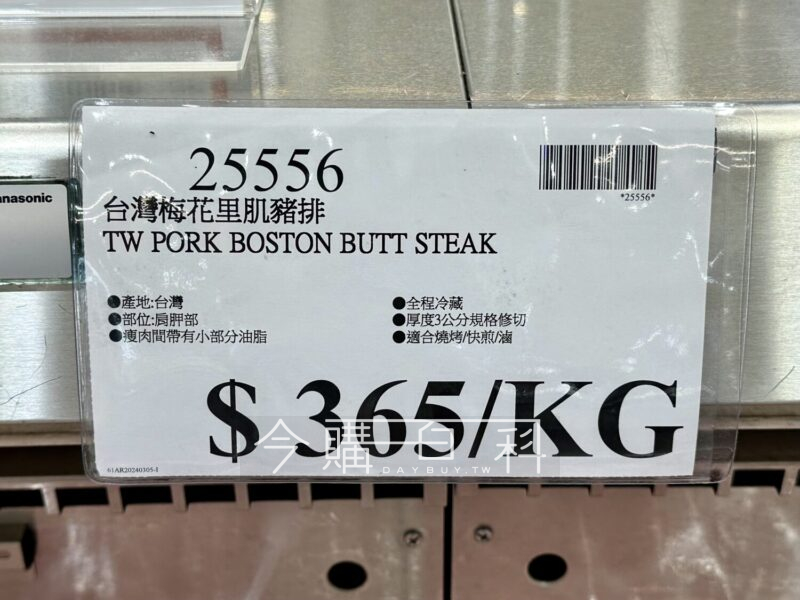 anasonic
25556
*25556*
台灣梅花里肌豬排
TW PORK BOSTON BUTT STEAK
●產地:台灣
●部位:肩胛部
●瘦肉間帶有小部分油脂
●全程冷藏
●厚度3公分規格修切
●適合燒烤/快煎/滷
$ 365/KG
今購百科
DAYBUY.TW
61AR20240305-1